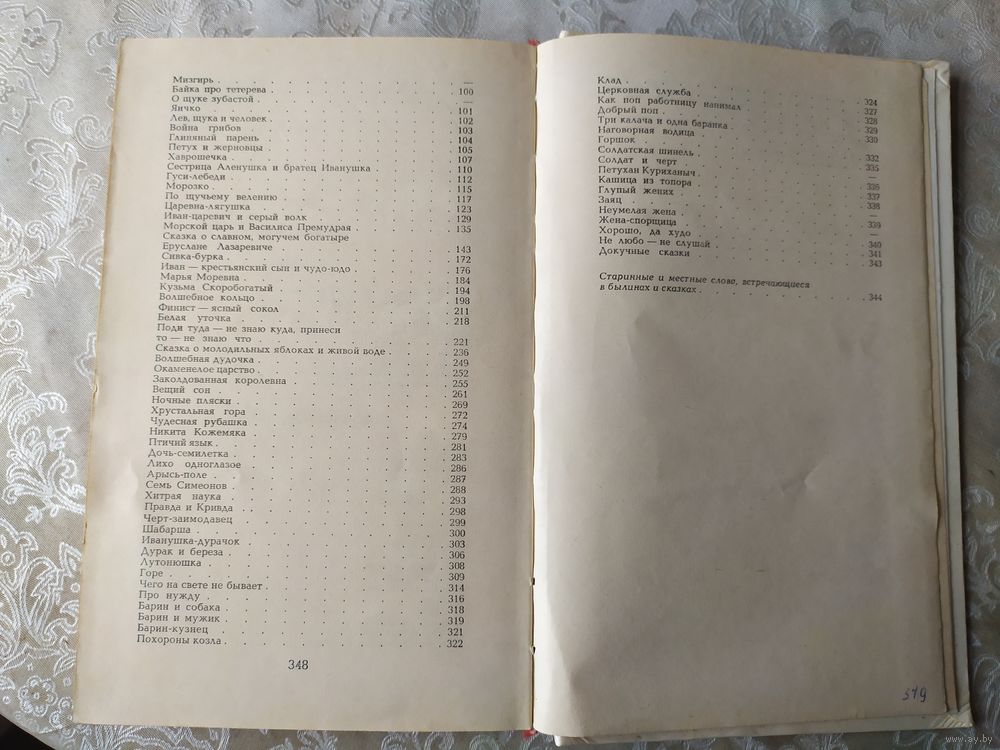 Мизгирь —
Байка про тетерева 100
О щуке зубастой —
Янчко 101
Лев, щука и человек 102
Война грибов 103
Глиняный парень 104
Петух и жерновцы 105
Хаврошечка 107
Сестрица Аленушка и братец Иванушка 110
Гуси-лебеди 112
Морозко 115
По щучьему велению 117
Царевна-лягушка 123
Иван-царевич и серый волк 129
Морской царь и Василиса Премудрая 135
Сказка о славном, могучем богатыре
Еруслане Лазаревиче 143
Сивка-бурка 172
Иван — крестьянский сын и чудо-юдо 176
Марья Моревна 184
Кузьма Скоробогатый 194
Волшебное кольцо 198
Финист — ясный сокол 211
Белая уточка 218
Поди туда — не знаю куда, принеси
то — не знаю что 221
Сказка о молодильных яблоках и живой воде 236
Волшебная дудочка 249
Окаменелое царство 252
Заколдованная королевна 255
Вещий сон 261
Ночные пляски 269
Хрустальная гора 272
Чудесная рубашка 274
Никита Кожемяка 279
Птичий язык 281
Дочь-семилетка 283
Лихо одноглазое 286
Арысь-поле 287
Семь Симеонов 288
Хитрая наука 293
Правда и Кривда 298
Черт-заимодавец 299
Шабарша 300
Иванушка-дурачок 303
Дурак и береза 306
Лутонюшка 308
Горе 309
Чего на свете не бывает 314
Про нужду 316
Барин и собака 318
Барин и мужик 319
Барин-кузнец 321
Похороны козла 322
348
Клад 324
Церковная служба 327
Как поп работницу нанимал 328
Добрый поп 329
Три калача и одна баранка 330
Наговорная водица
Горшок 332
Солдатская шинель 335
Солдат и черт —
Петухан Куриханыч 336
Кашица из топора 337
Глупый жених 338
Заяц —
Неумелая жена 339
Жена-спорщица —
Хорошо, да худо 340
Не любо — не слушай 341
Докучные сказки 343
Старинные и местные слова, встречающиеся
в былинах и сказках 344
349
www.ay.by